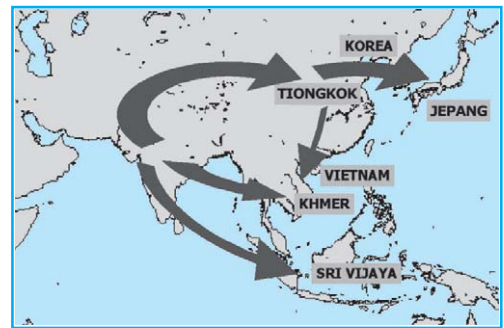 KOREA
TIONGKOK
JEPANG
VIETNAM
KHMER
SRI VIJAYA